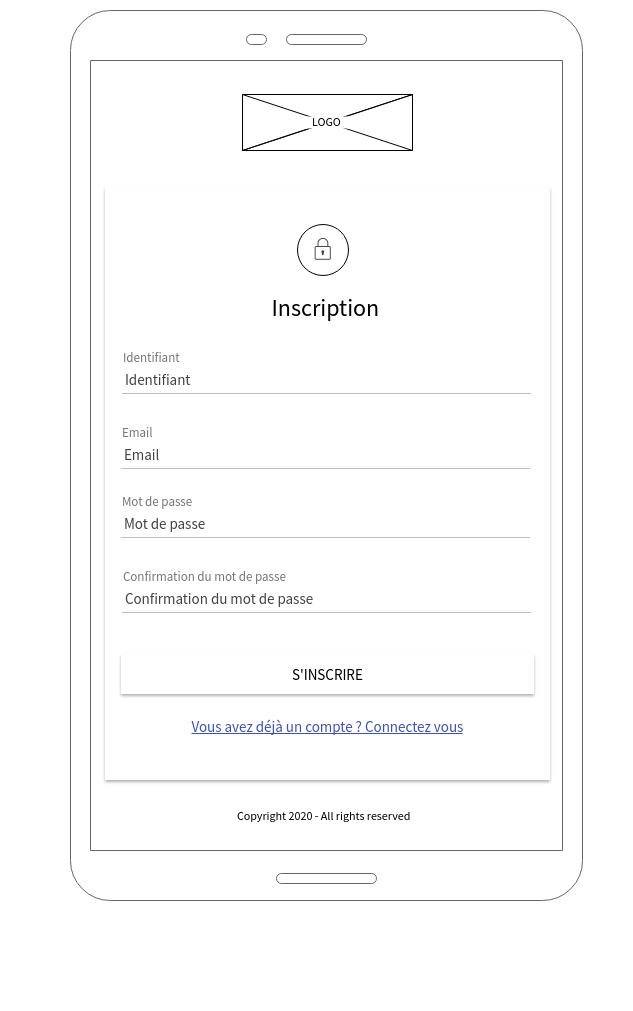 LOGO
Inscription
Identifiant
Identifiant
Email
Email
Mot de passe
Mot de passe
Confirmation du mot de passe
Confirmation du mot de passe
S'INSCRIRE
Vous avez déjà un compte ? Connectez vous
Copyright 2020 - All rights reserved